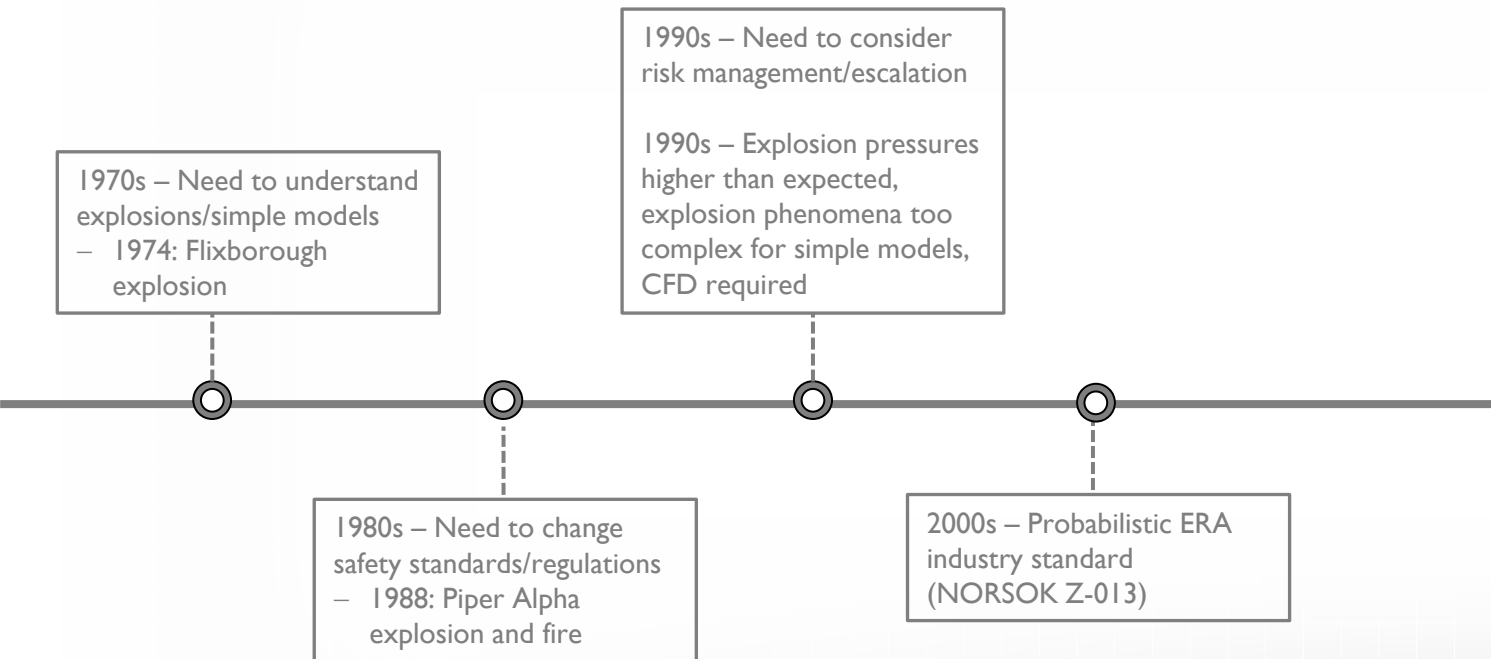 1970s – Need to understand
explosions/simple models
– 1974: Flixborough
explosion
1980s – Need to change
safety standards/regulations
– 1988: Piper Alpha
explosion and fire
1990s – Need to consider
risk management/escalation
1990s – Explosion pressures
higher than expected,
explosion phenomena too
complex for simple models,
CFD required
2000s – Probabilistic ERA
industry standard
(NORSOK Z-013)